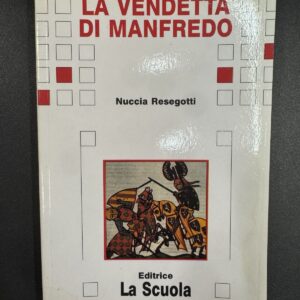 LA VENDETTA
DI MANFREDO
Nuccia Resegotti
Editrice
La Scuola